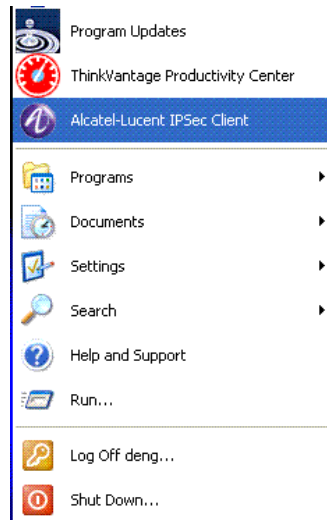 Program Updates
ThinkVantage Productivity Center
Alcatel-Lucent IPSec Client
Programs
Documents
Settings
Search
Help and Support
Run...
Log Off deng...
Shut Down...